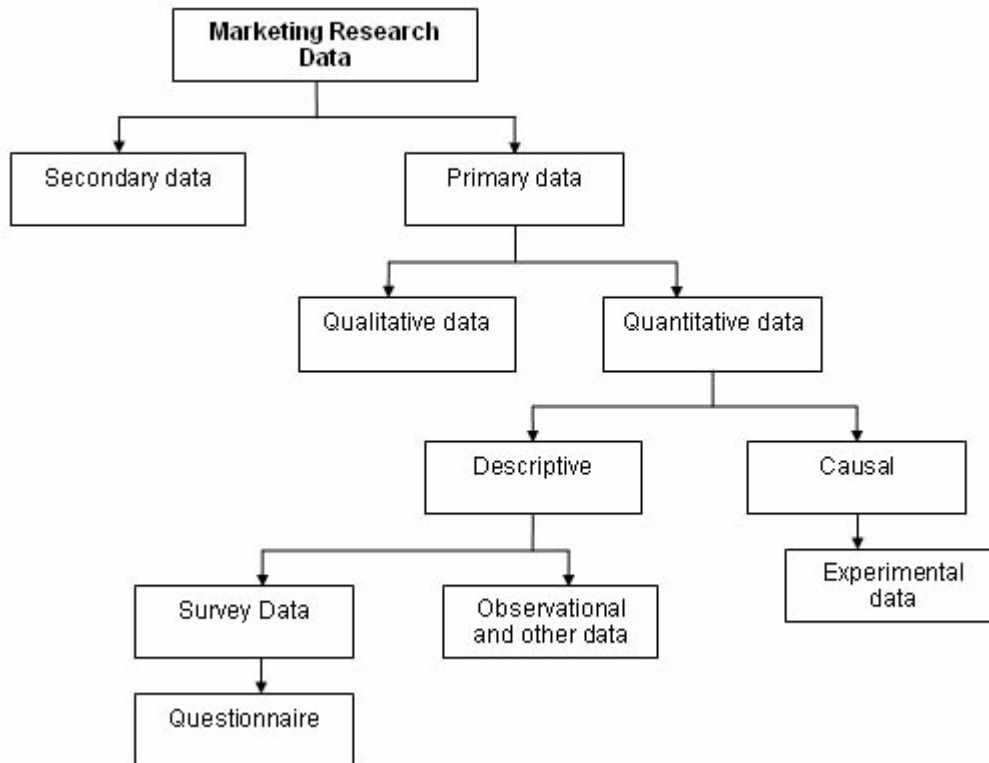 Marketing Research
Data
Secondary data
Primary data
Qualitative data
Quantitative data
Descriptive
Causal
Survey Data
Observational
and other data
Experimental
data
Questionnaire